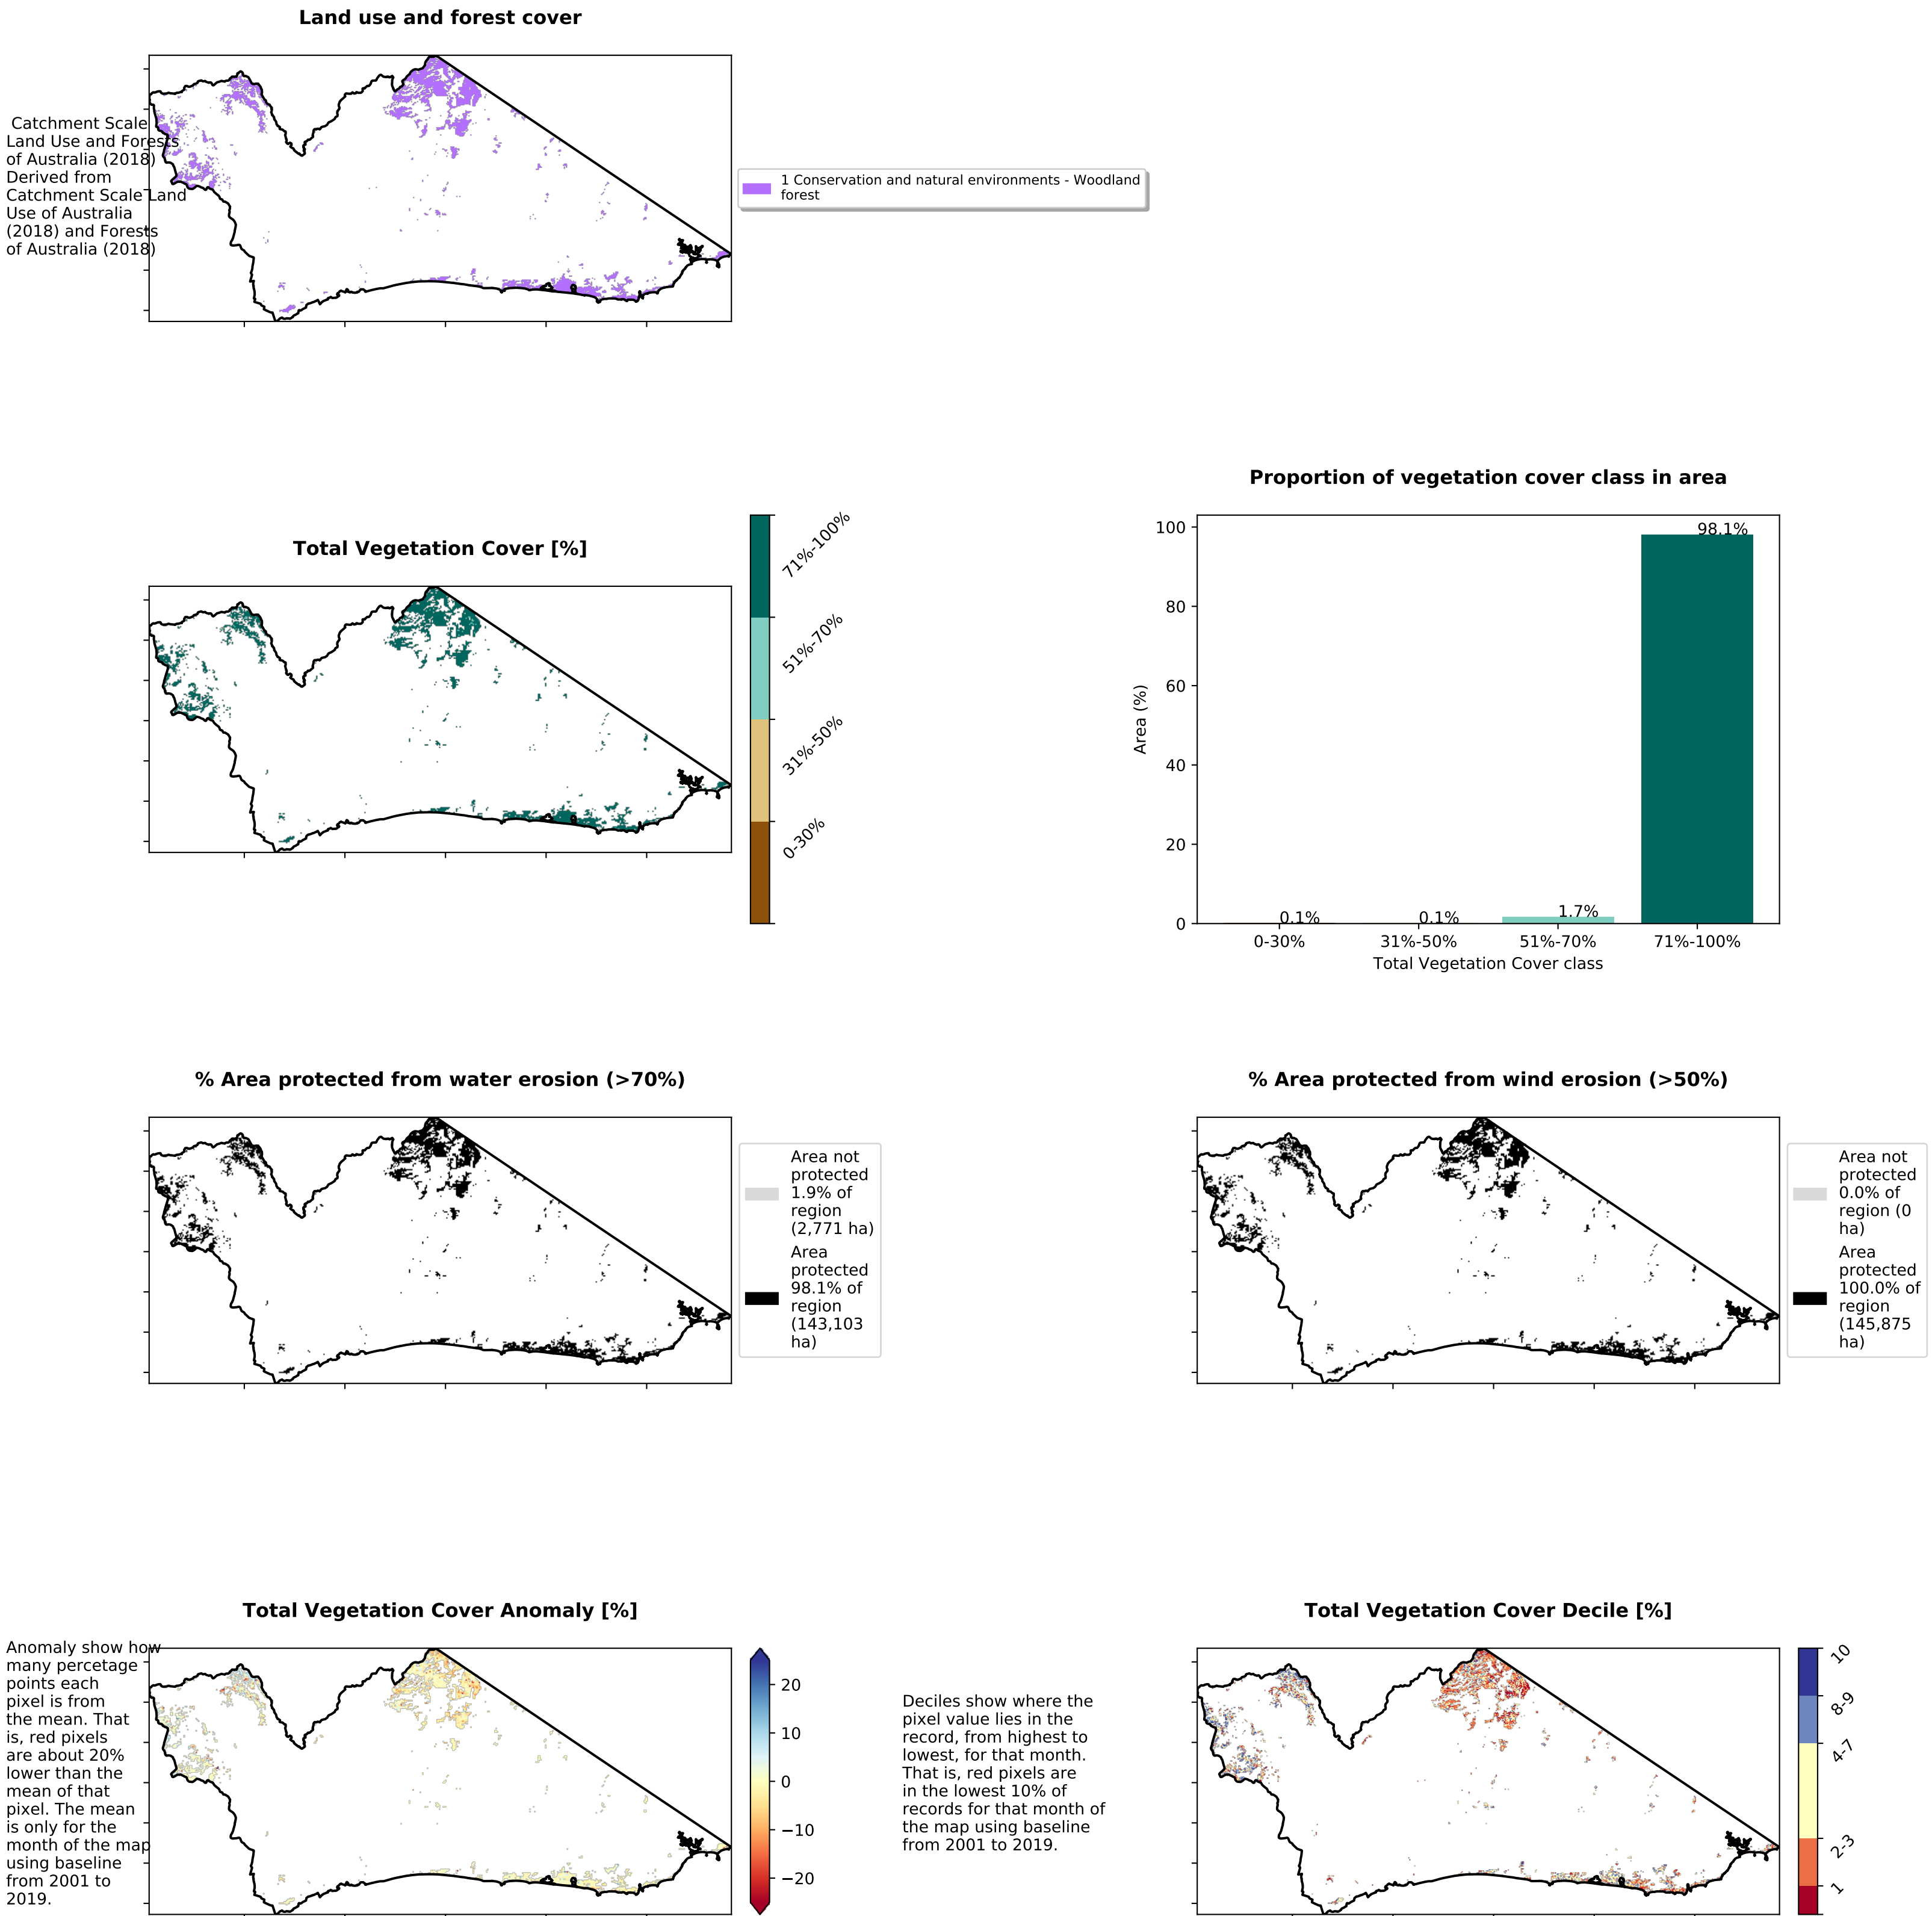 Land use and forest cover
Catchment Scale
Land Use and Forests
of Australia (2018)
Derived from
Catchment Scale Land
Use of Australia
(2018) and Forests
of Australia (2018)
1 Conservation and natural environments - Woodland
forest
Total Vegetation Cover [%]
71%-100%
51%-70%
31%-50%
0-30%
Proportion of vegetation cover class in area
100
80
60
40
20
0
Area (%)
0.1%
0.1%
1.7%
98.1%
0-30%
31%-50%
51%-70%
71%-100%
Total Vegetation Cover class
% Area protected from water erosion (>70%)
Area not
protected
1.9% of
region
(2,771 ha)
Area
protected
98.1% of
region
(143,103
ha)
% Area protected from wind erosion (>50%)
Area not
protected
0.0% of
region (0
ha)
Area
protected
100.0% of
region
(145,875
ha)
Total Vegetation Cover Anomaly [%]
Anomaly show how
many percetage
points each
pixel is from
the mean. That
is, red pixels
are about 20%
lower than the
mean of that
pixel. The mean
is only for the
month of the map
using baseline
from 2001 to
2019.
20
10
0
−10
−20
Total Vegetation Cover Decile [%]
Deciles show where the
pixel value lies in the
record, from highest to
lowest, for that month.
That is, red pixels are
in the lowest 10% of
records for that month of
the map using baseline
from 2001 to 2019.
10
8-9
4-7
2-3
1